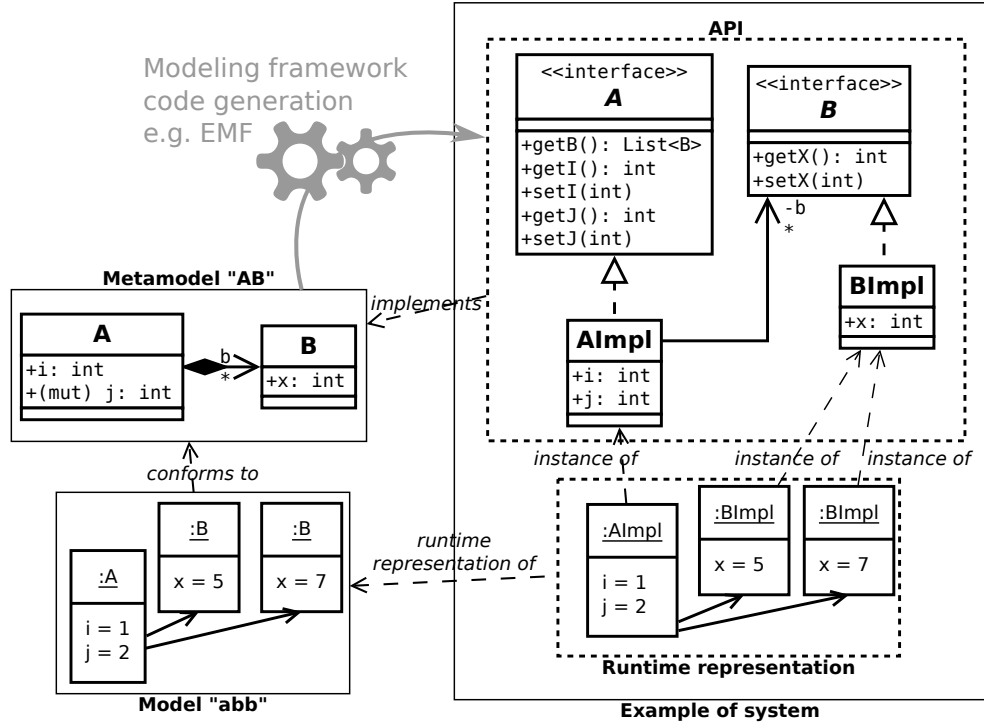 API
Modeling framework
code generation
e.g. EMF
<<interface>>
A
+getB(): List<B>
+getI(): int
+setI(int)
+getJ(): int
+setJ(int)
<<interface>>
B
+getX(): int
+setX(int)
-b
*
BImpl
+x: int
AImpl
+i: int
+j: int
Metamodel "AB"
implements
A
+i: int
+(mut) j: int
b
*
B
+x: int
conforms to
instance of
instance of
instance of
:A
i = 1
j = 2
:B
x = 5
:B
x = 7
runtime
representation of
:AImpl
i = 1
j = 2
:BImpl
x = 5
:BImpl
x = 7
Runtime representation
Model "abb"
Example of system